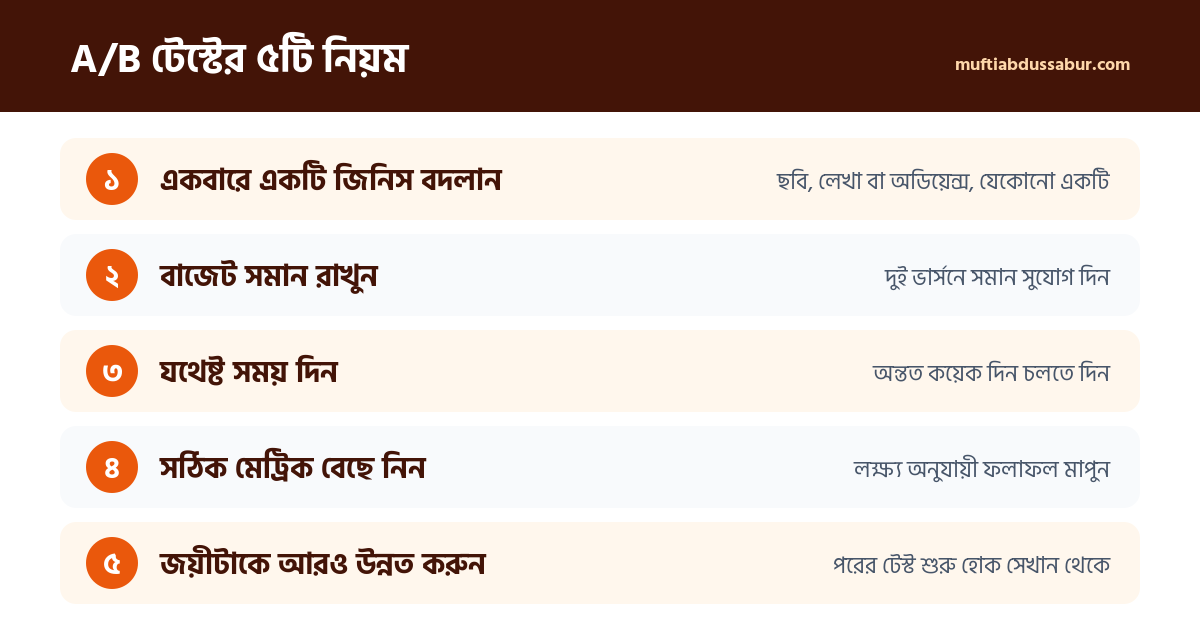 A/B টেস্টের ৫টি নিয়ম
muftiabdussabur.com
১ একবারে একটি জিনিস বদলান ছবি, লেখা বা অডিয়েন্স, যেকোনো একটি
২ বাজেট সমান রাখুন দুই ভার্সনে সমান সুযোগ দিন
৩ যথেষ্ট সময় দিন অন্তত কয়েক দিন চলতে দিন
৪ সঠিক মেট্রিক বেছে নিন লক্ষ্য অনুযায়ী ফলাফল মাপুন
৫ জয়ীটাকে আরও উন্নত করুন পরের টেস্ট শুরু হোক সেখান থেকে